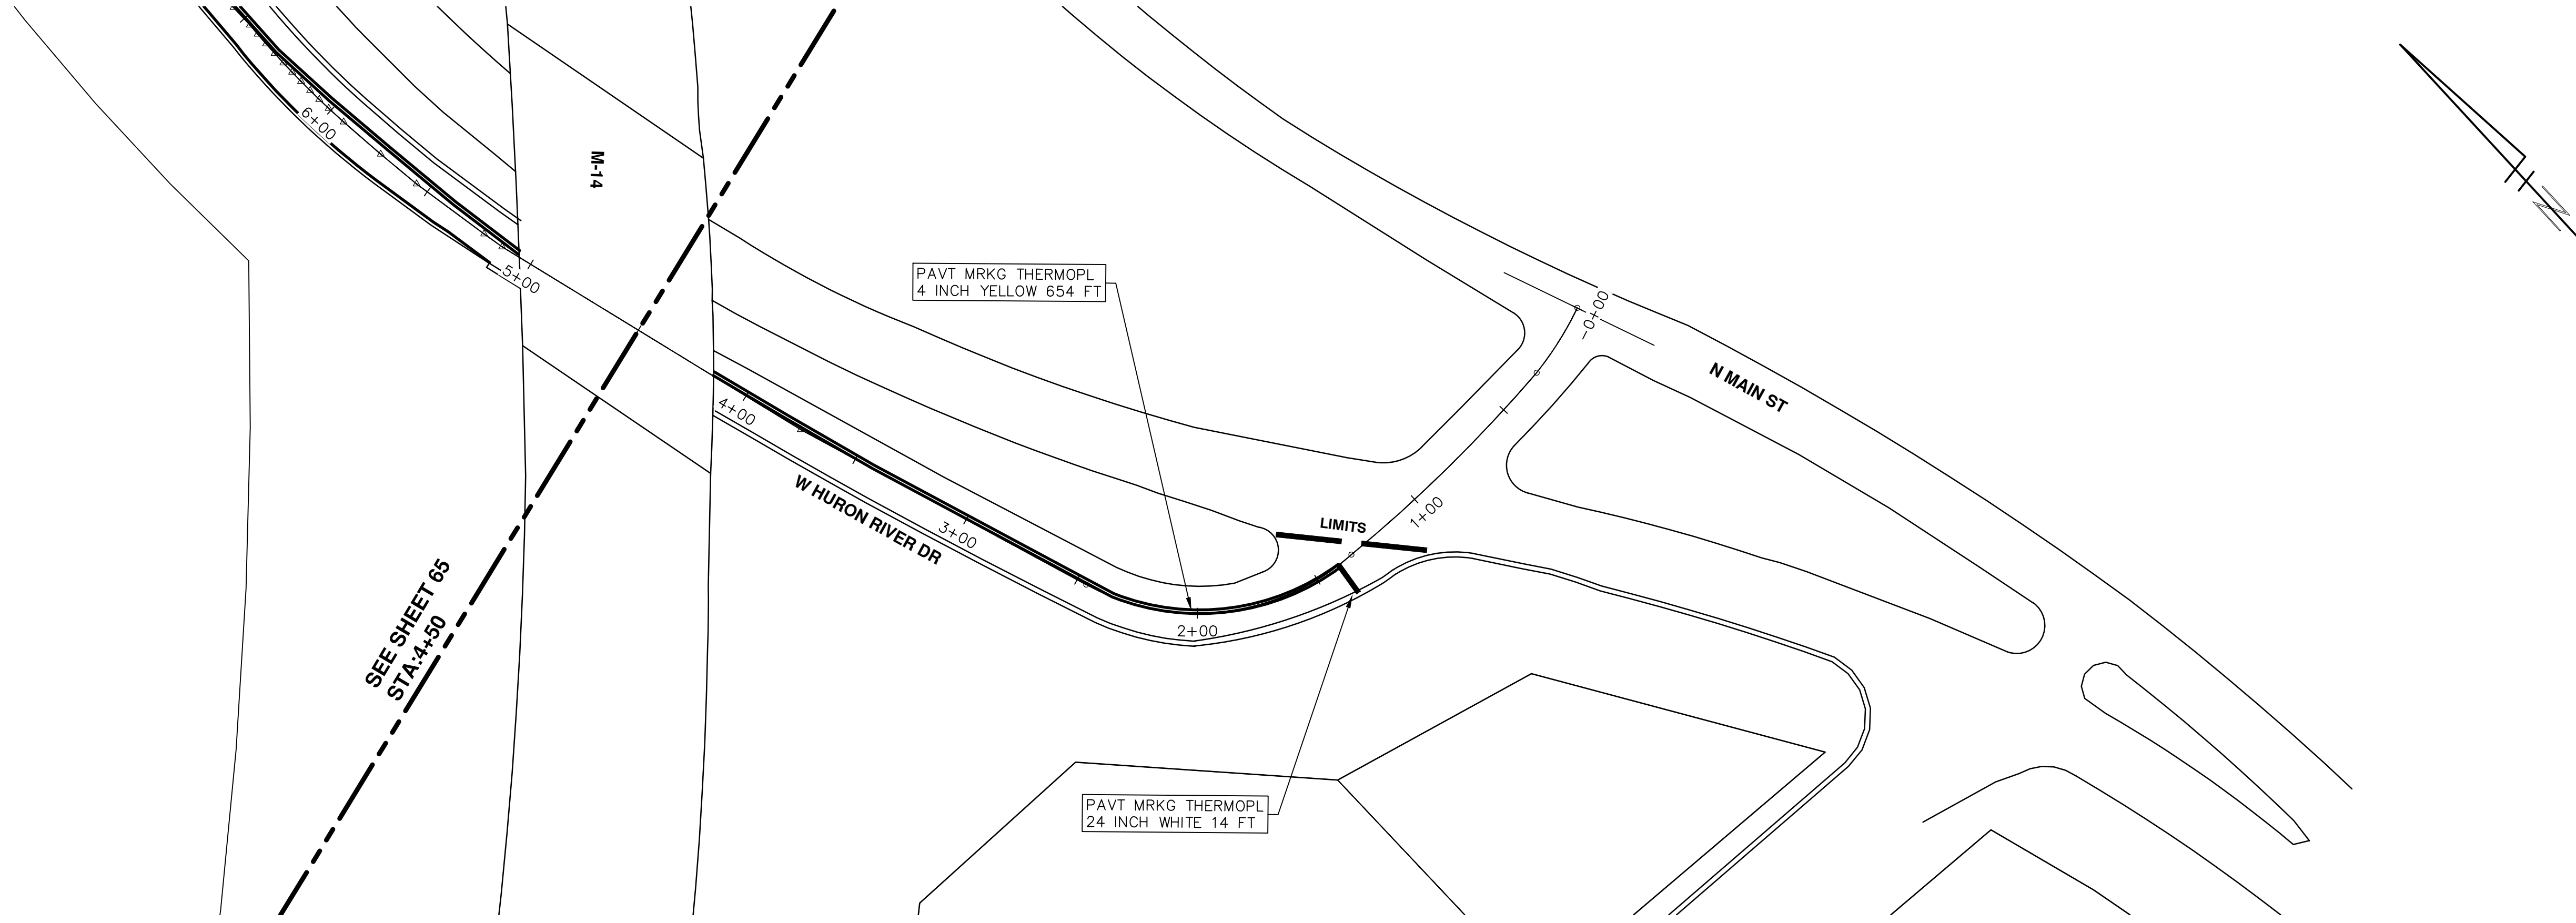 6+00
M-14
5+00
PAVT MRKG THERMOPL
4 INCH YELLOW 654 FT
-0+00
N MAIN ST
4+00
W HURON RIVER DR
3+00
LIMITS
1+00
2+00
SEE SHEET 65
STA:4+50
PAVT MRKG THERMOPL
24 INCH WHITE 14 FT
N